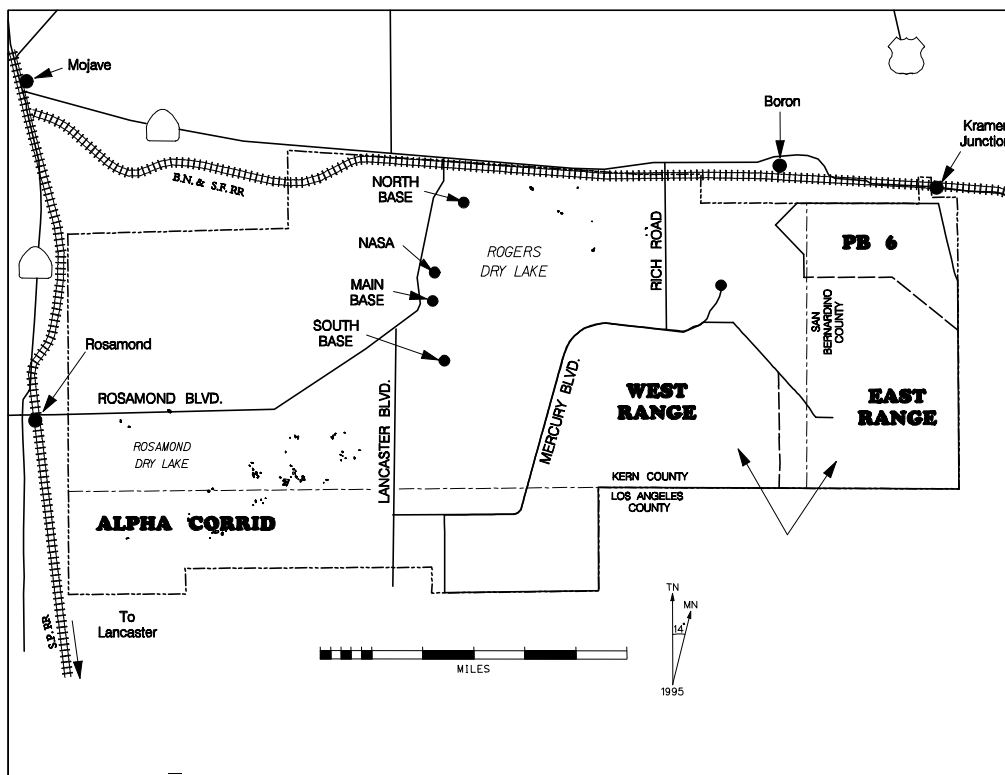 Mojave
Boron
Kramer
Junction
B.N. & S.F. RR
NORTH
BASE
NASA
MAIN
BASE
SOUTH
BASE
ROGERS
DRY LAKE
RICH ROAD
PB 6
SAN
BERNARDINO
COUNTY
Rosamond
ROSAMOND BLVD.
ROSAMOND
DRY LAKE
LANCASTER BLVD.
MERCURY BLVD.
WEST
RANGE
EAST
RANGE
KERN COUNTY
LOS ANGELES
COUNTY
ALPHA CORRID
To
Lancaster
S.P. RR
MILES
TN
MN
14°
1995